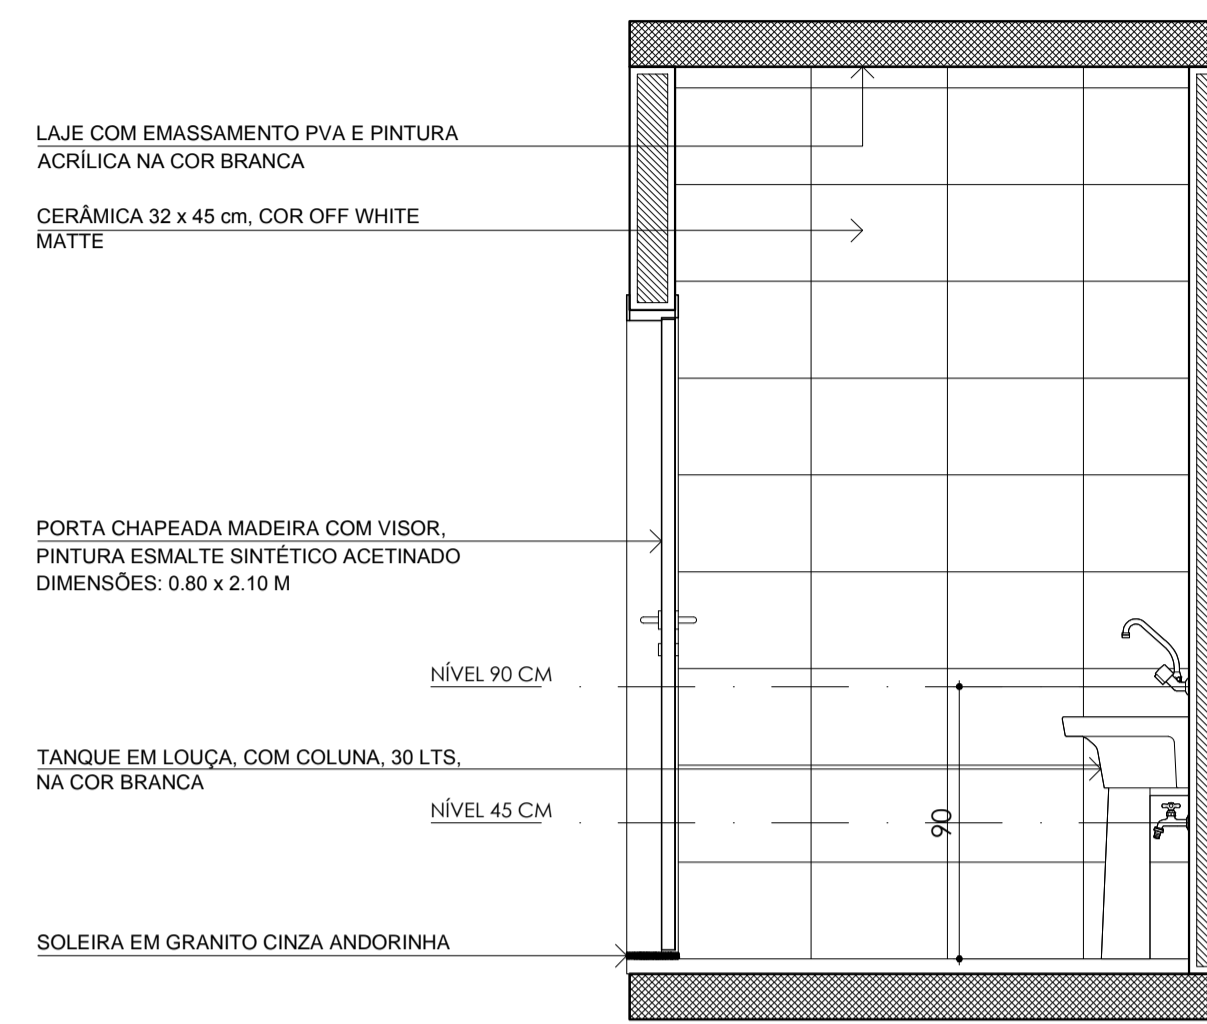 LAJE COM EMASSAMENTO PVA E PINTURA
ACRÍLICA NA COR BRANCA
CERÂMICA 32 x 45 cm, COR OFF WHITE
MATTE
PORTA CHAPEADA MADEIRA COM VISOR,
PINTURA ESMALTE SINTÉTICO ACETINADO
DIMENSÕES: 0.80 x 2.10 M
NÍVEL 90 CM
TANQUE EM LOUÇA, COM COLUNA, 30 LTS,
NA COR BRANCA
NÍVEL 45 CM
90
SOLEIRA EM GRANITO CINZA ANDORINHA